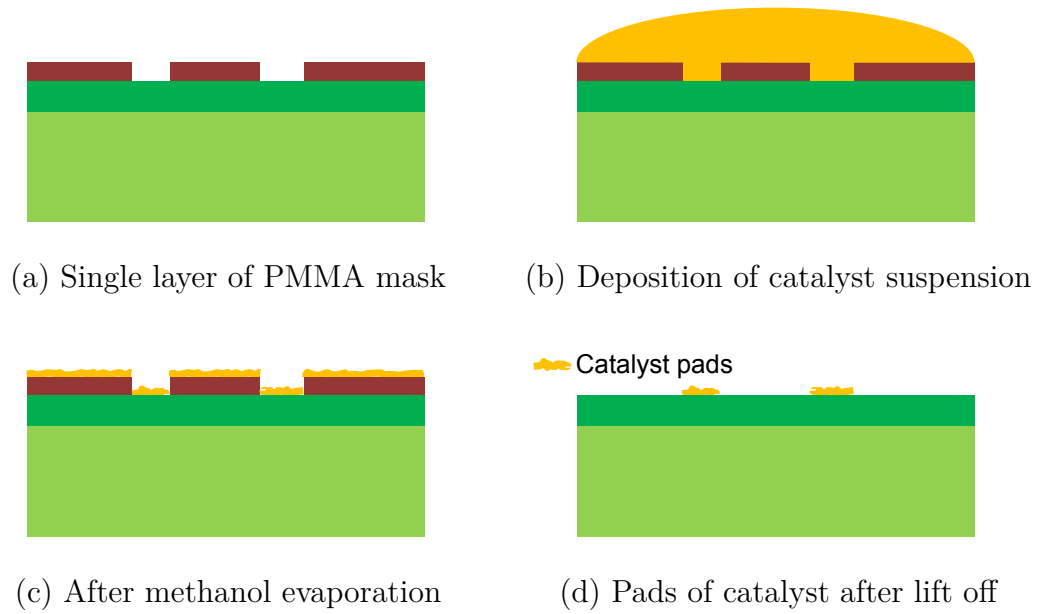 (a) Single layer of PMMA mask
(b) Deposition of catalyst suspension
Catalyst pads
(c) After methanol evaporation
(d) Pads of catalyst after lift off